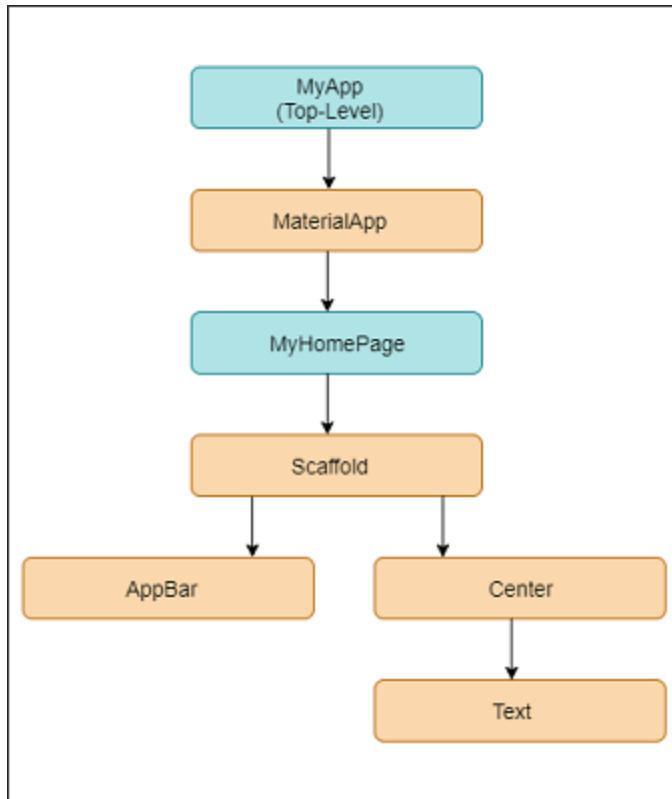 MyApp
(Top-Level)
MaterialApp
MyHomePage
Scaffold
AppBar
Center
Text